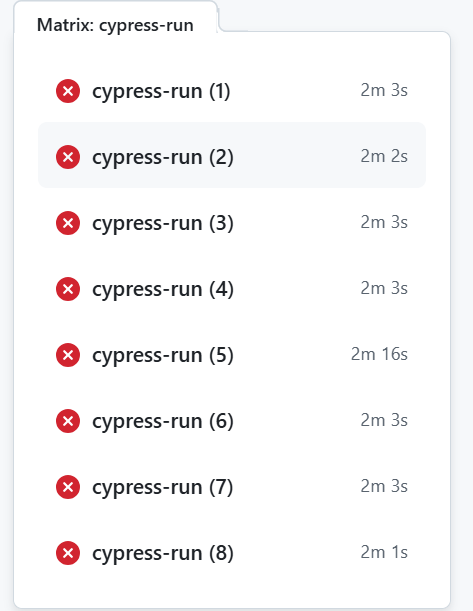 Matrix: cypress-run
cypress-run (1) 2m 3s
cypress-run (2) 2m 2s
cypress-run (3) 2m 3s
cypress-run (4) 2m 3s
cypress-run (5) 2m 16s
cypress-run (6) 2m 3s
cypress-run (7) 2m 3s
cypress-run (8) 2m 1s